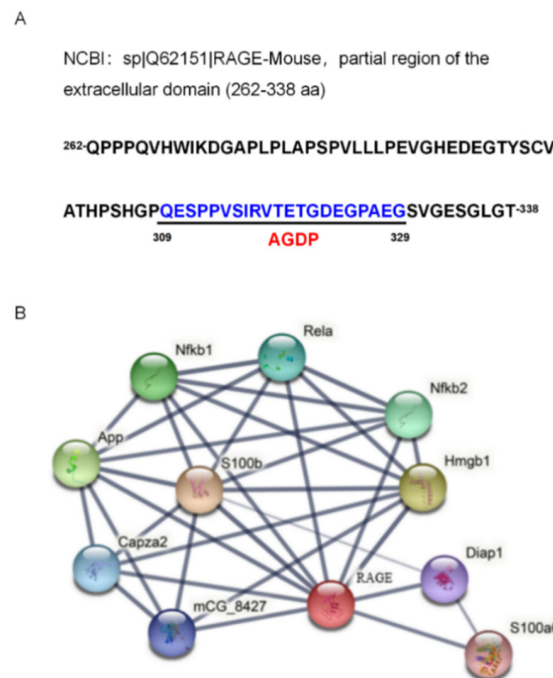 A
NCBI: sp|Q62151|RAGE-Mouse, partial region of the
extracellular domain (262-338 aa)
262-QPPPQVHWIKDGAPLPLAPSPVLLLPEVGHEDEGTYSCV
ATHPSHGPQESPPVSIRVTETGDEGPAEGSVGESGLGT-338
309 AGDP 329
B
Rela
Nfkb1
Nfkb2
App
S100b
Hmgb1
Capza2
Diap1
RAGE
mCG_8427